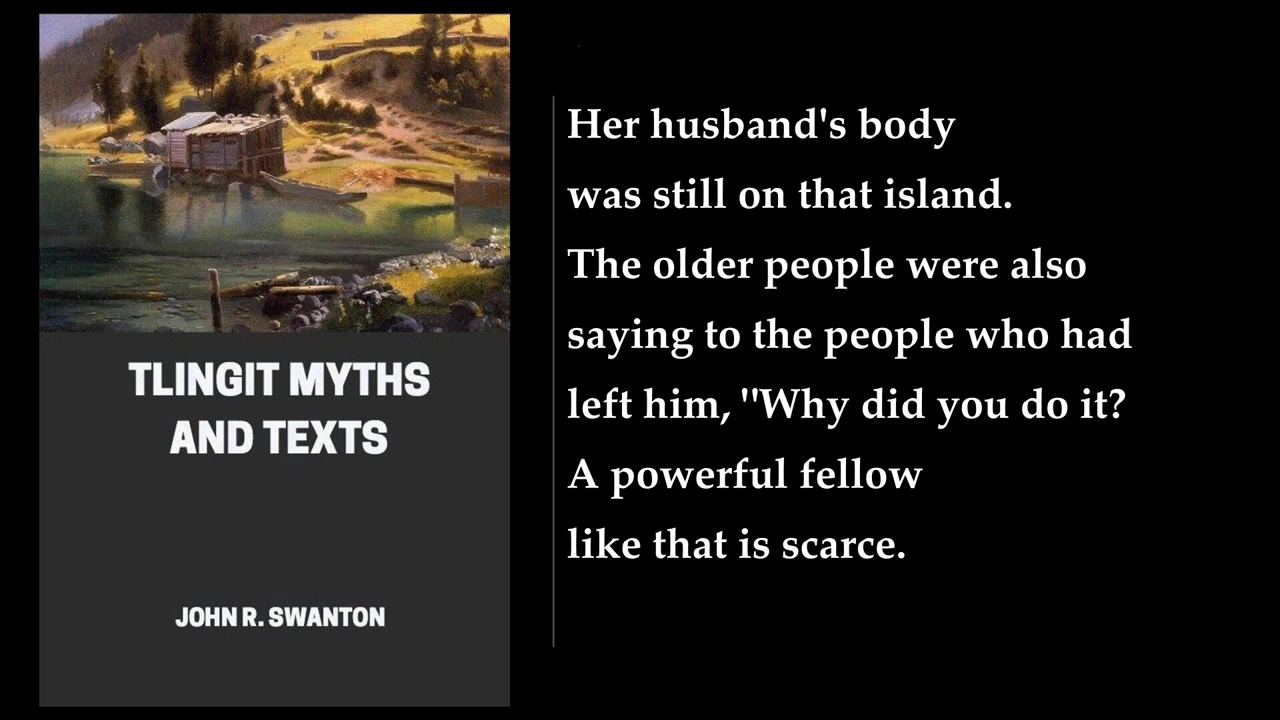 TLINGIT MYTHS
AND TEXTS
JOHN R. SWANTON
Her husband's body
was still on that island.
The older people were also
saying to the people who had
left him, "Why did you do it?
A powerful fellow
like that is scarce.